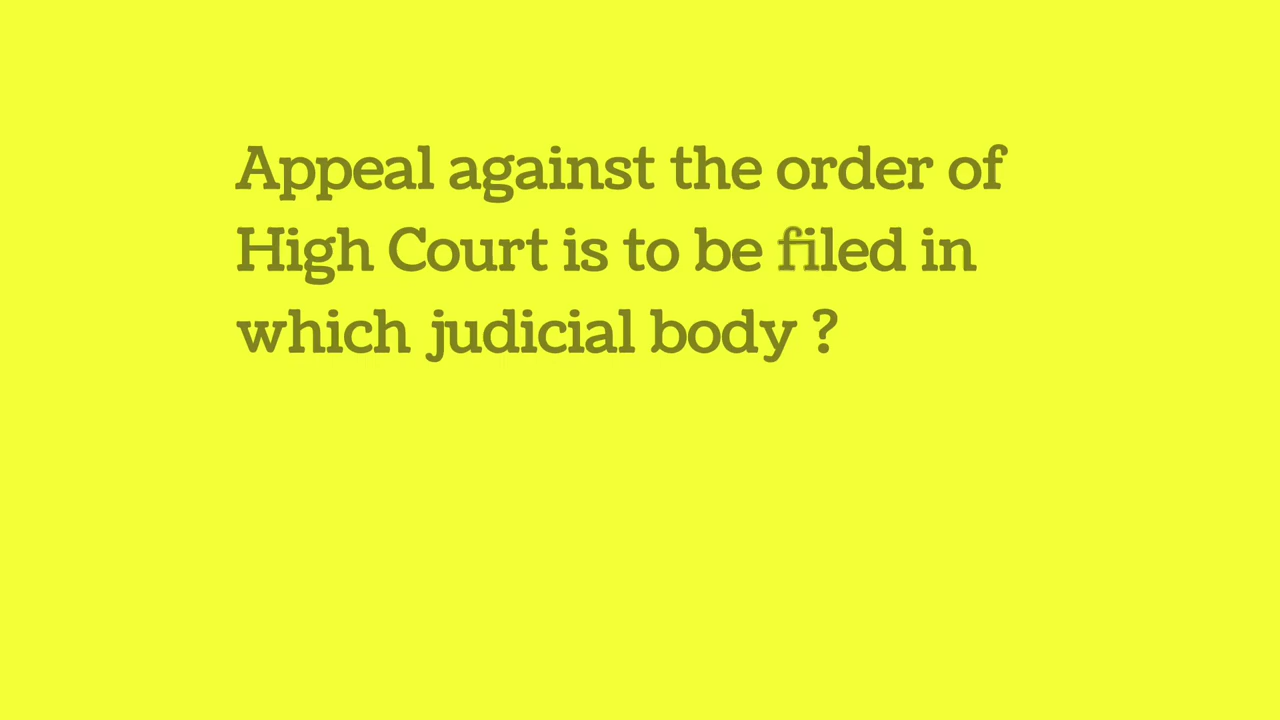 Appeal against the order of
High Court is to be filed in
which judicial body ?